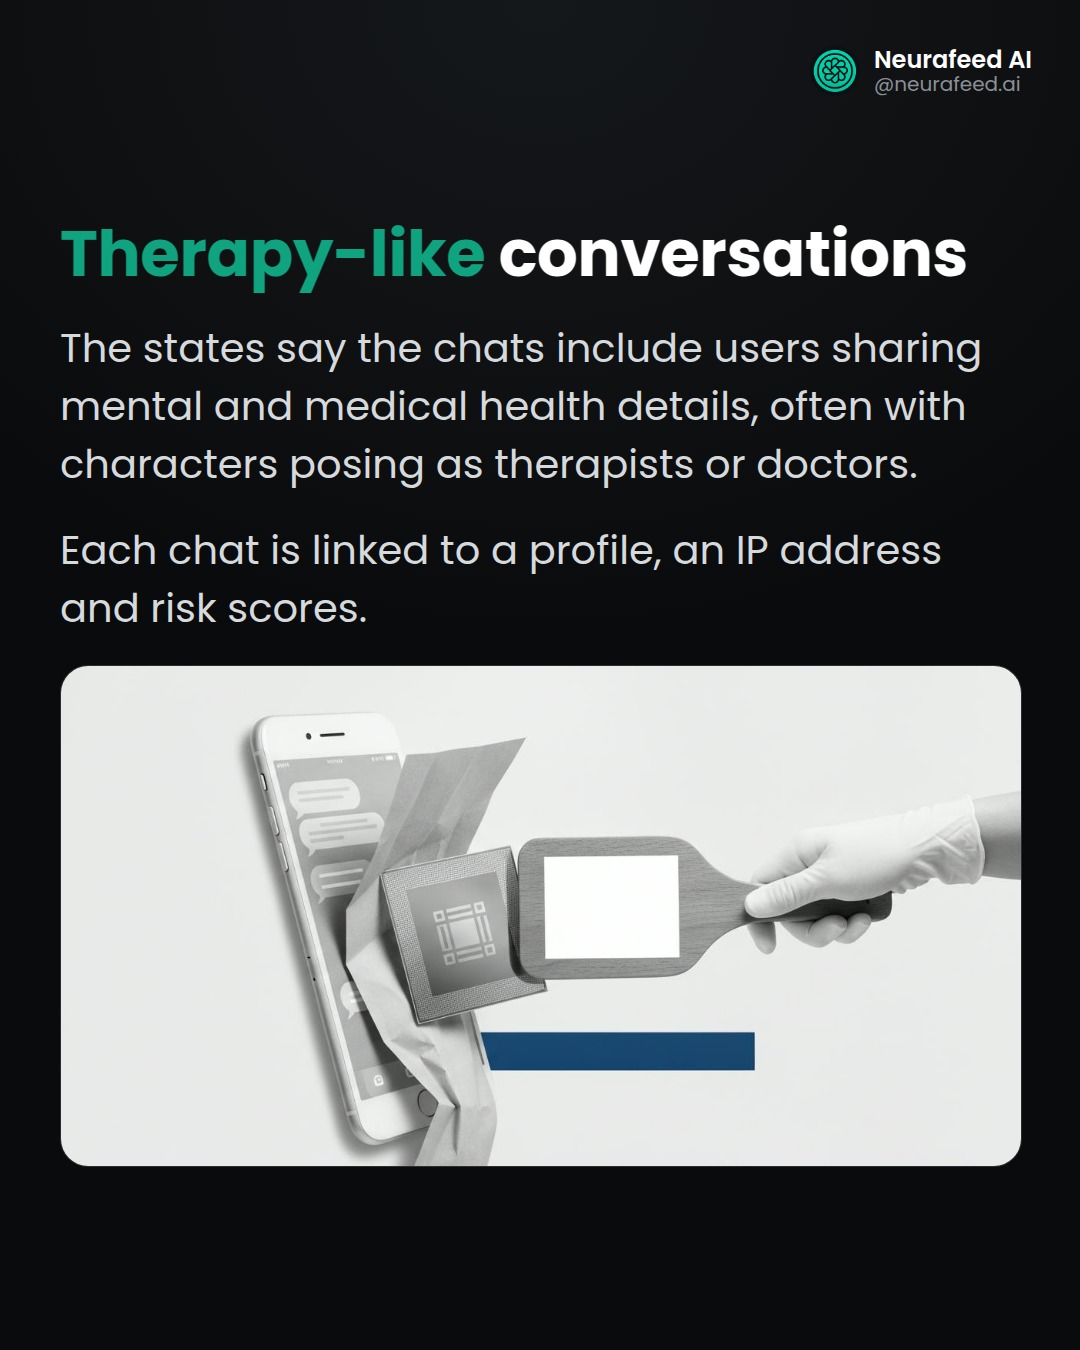 Neurafeed AI
@neurafeed.ai
Therapy-like conversations
The states say the chats include users sharing
mental and medical health details, often with
characters posing as therapists or doctors.
Each chat is linked to a profile, an IP address
and risk scores.